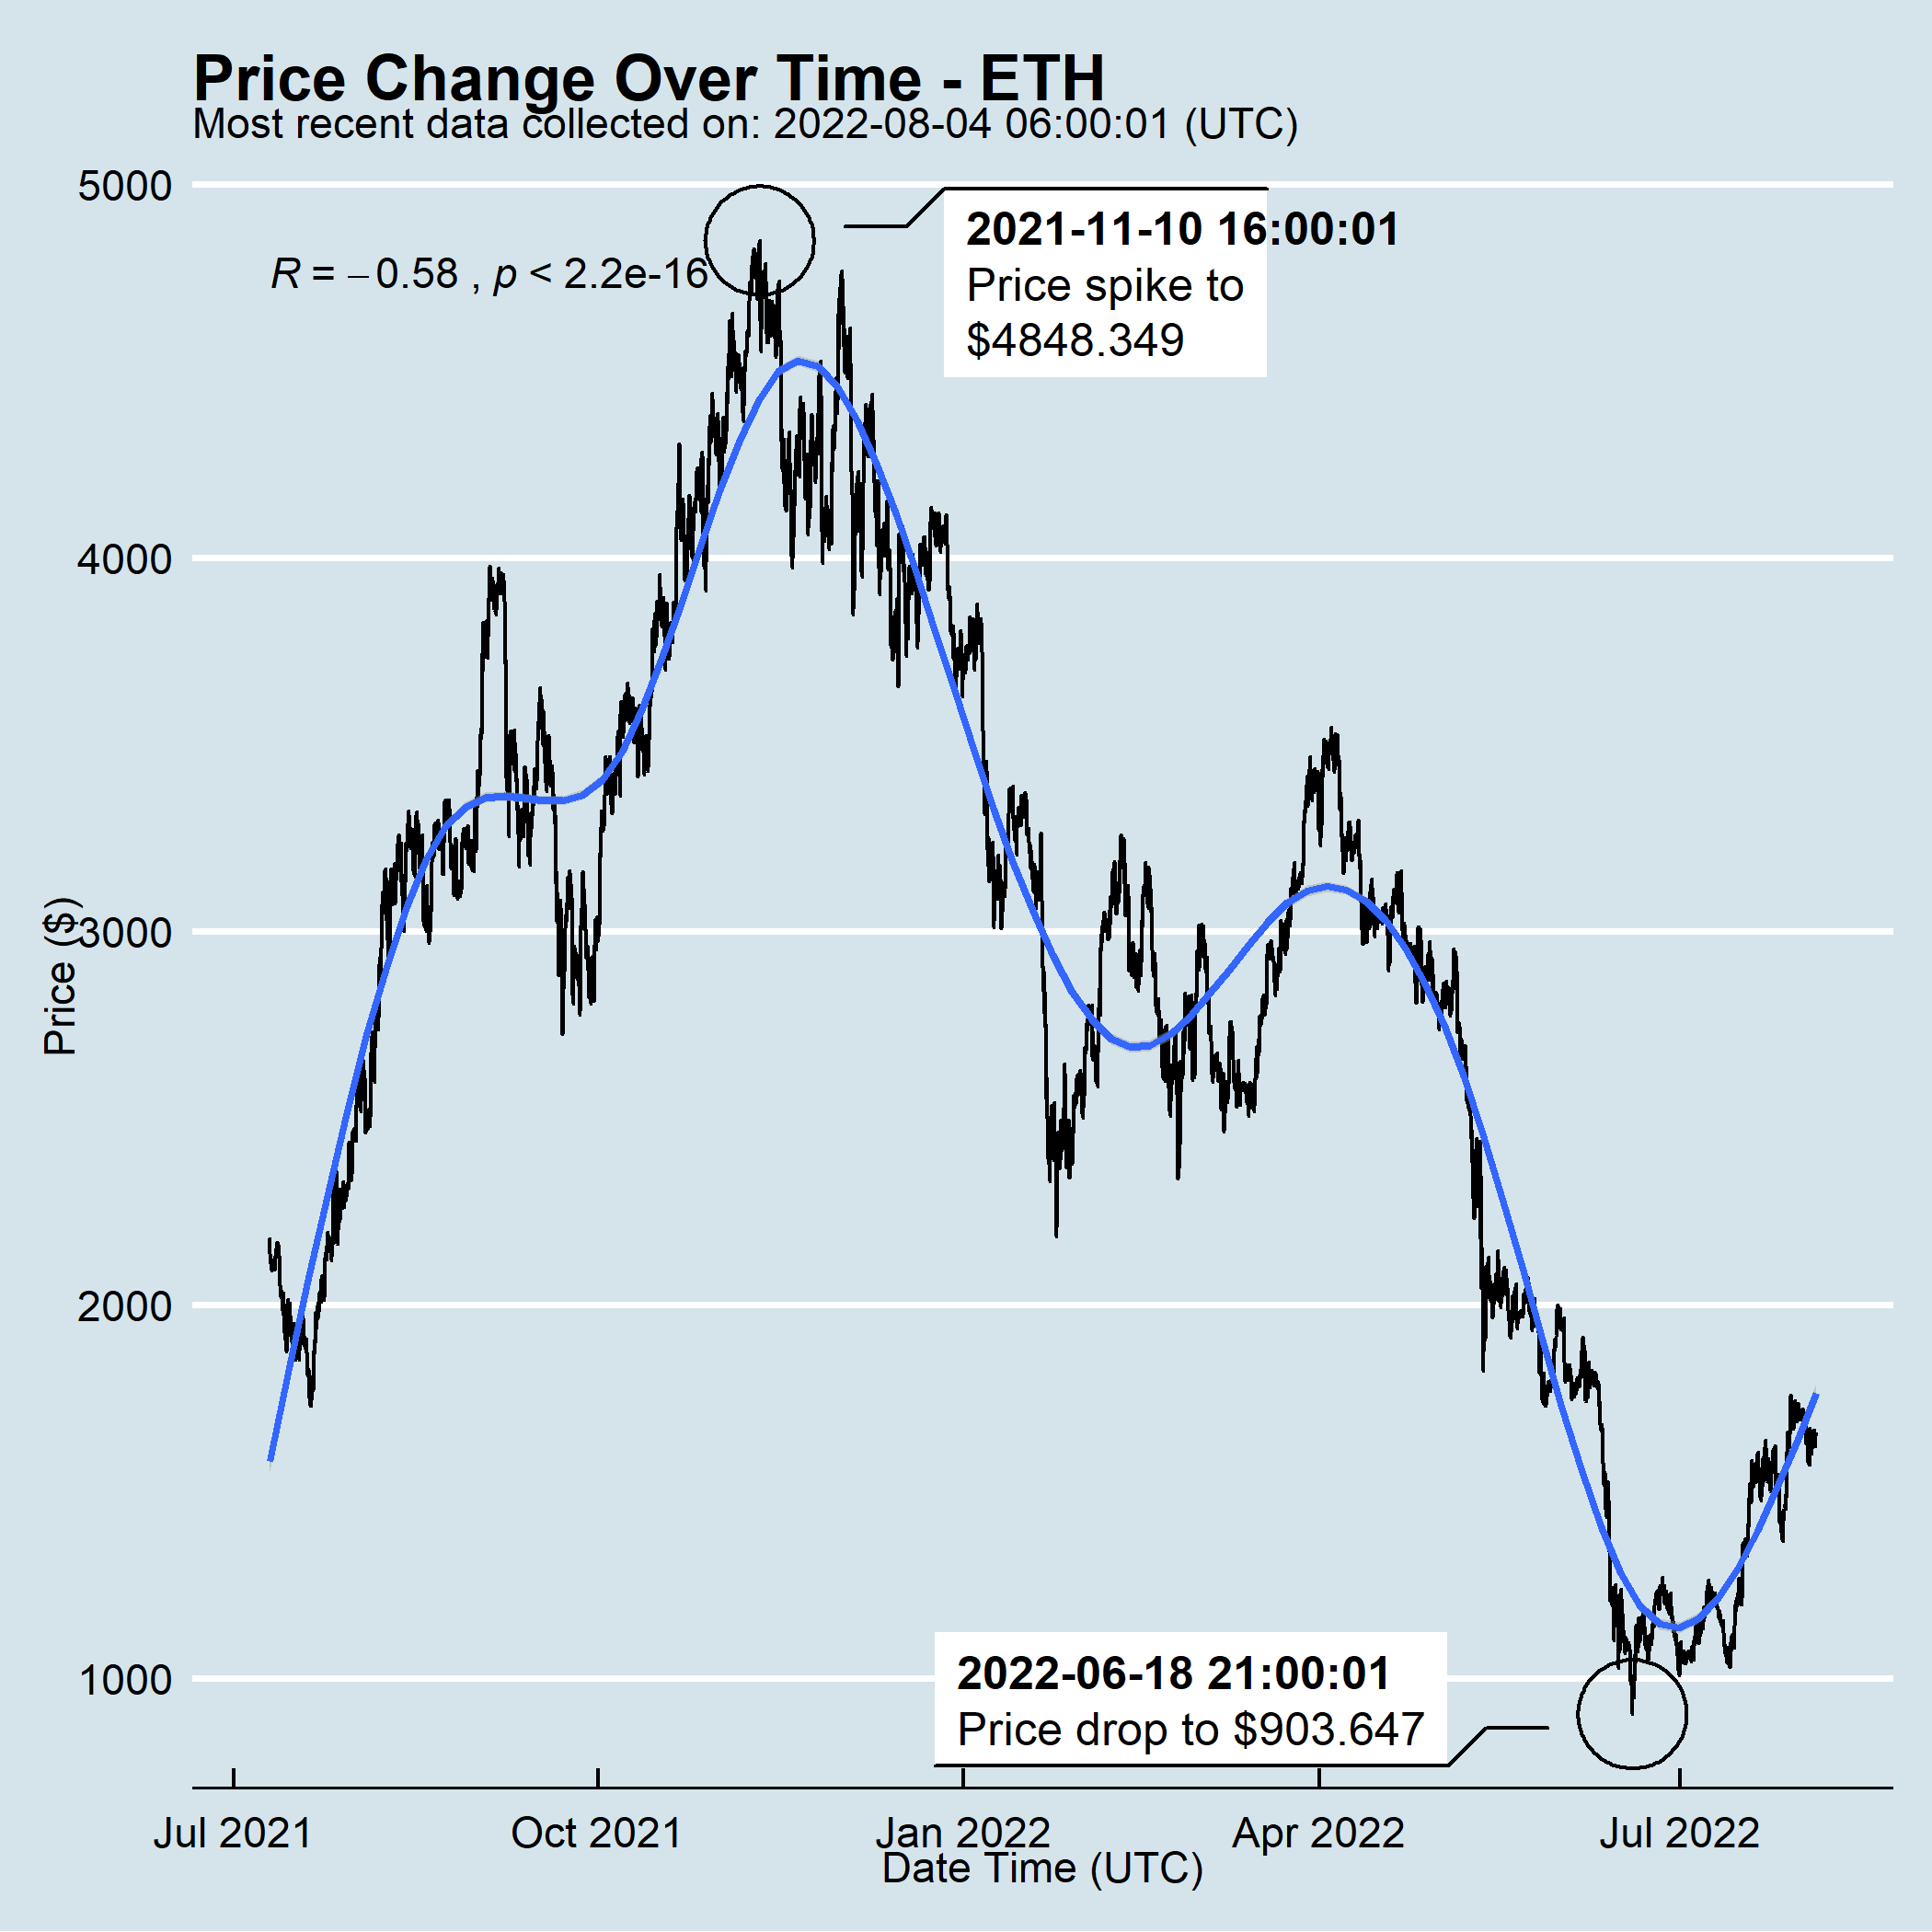 Price Change Over Time - ETH
Most recent data collected on: 2022-08-04 06:00:01 (UTC)
5000
2021-11-10 16:00:01
Price spike to
$4848.349
R = −0.58 , p < 2.2e-16
4000
3000
Price ($)
2000
1000
2022-06-18 21:00:01
Price drop to $903.647
Jul 2021 Oct 2021 Jan 2022 Apr 2022 Jul 2022
Date Time (UTC)